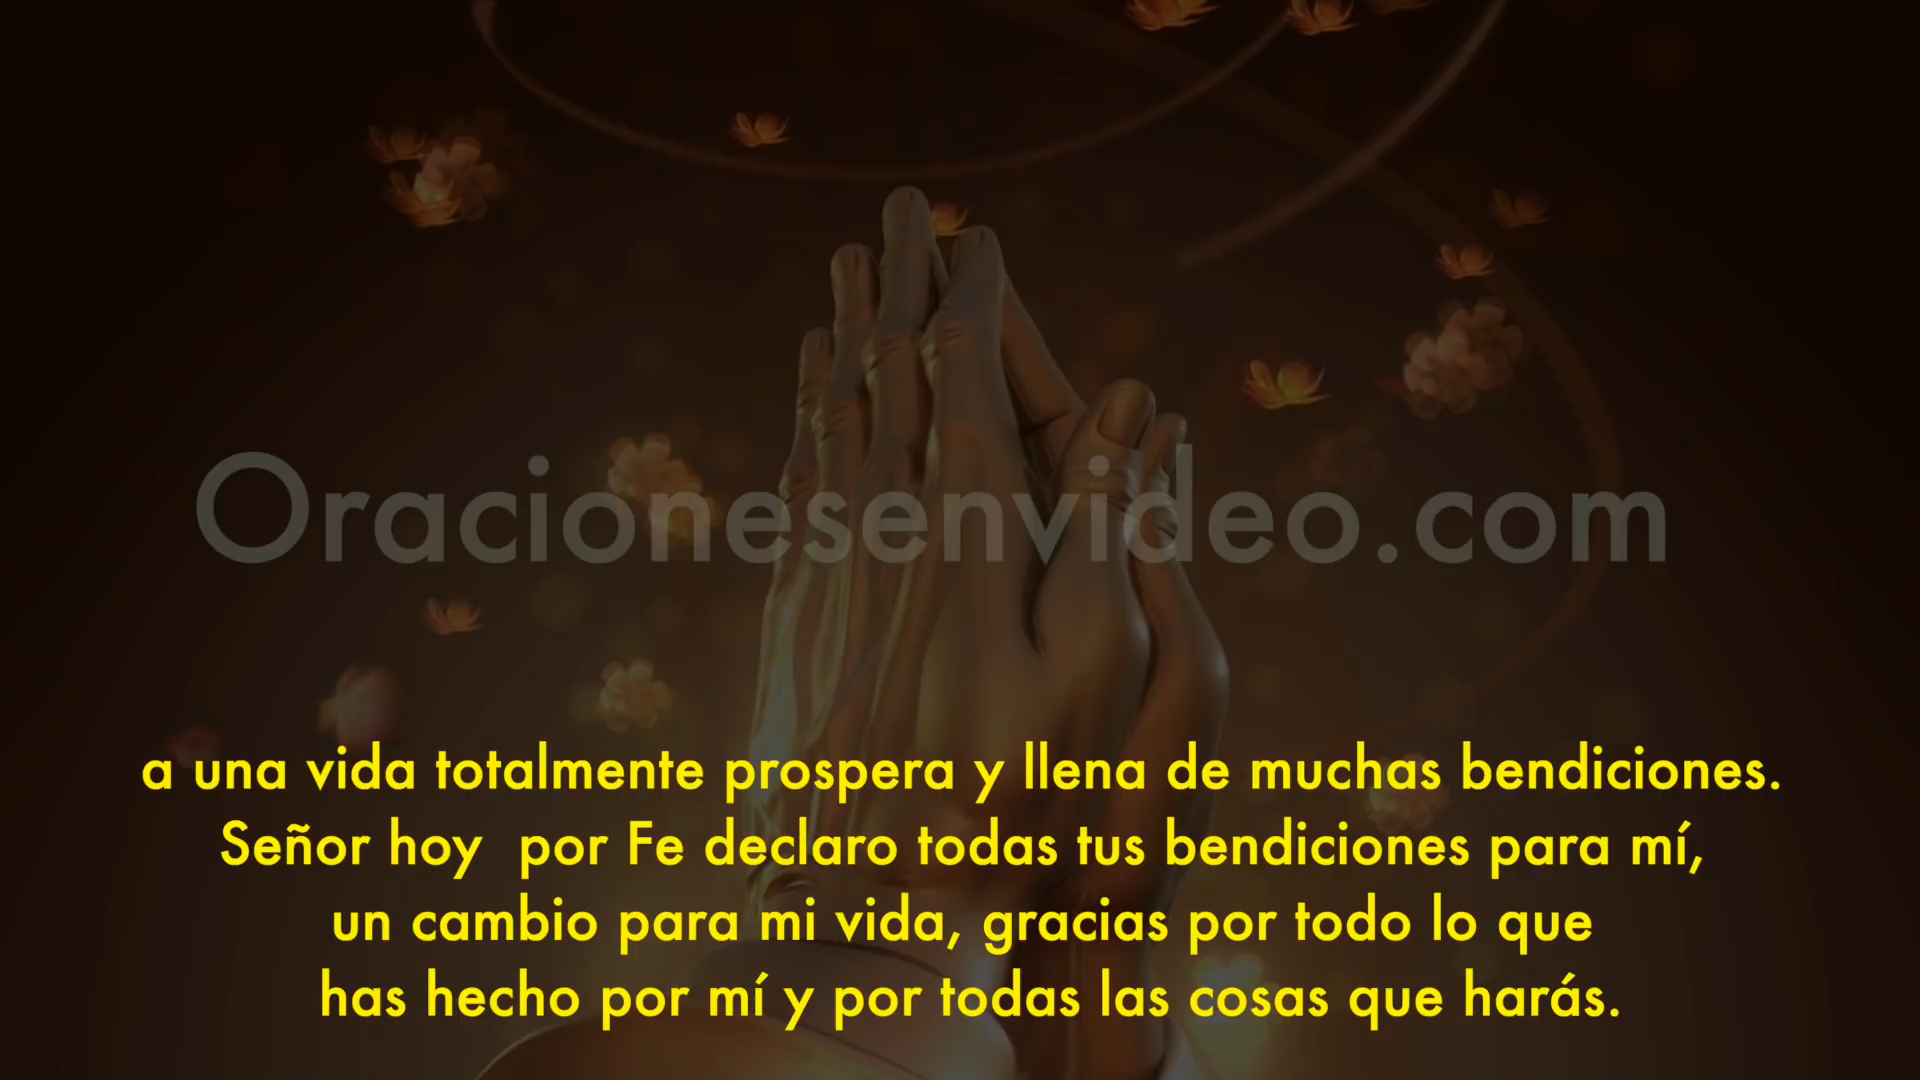 Oracionesenvideo.com
a una vida totalmente prospera y llena de muchas bendiciones.
Señor hoy  por Fe declaro todas tus bendiciones para mí,
un cambio para mi vida, gracias por todo lo que
has hecho por mí y por todas las cosas que harás.